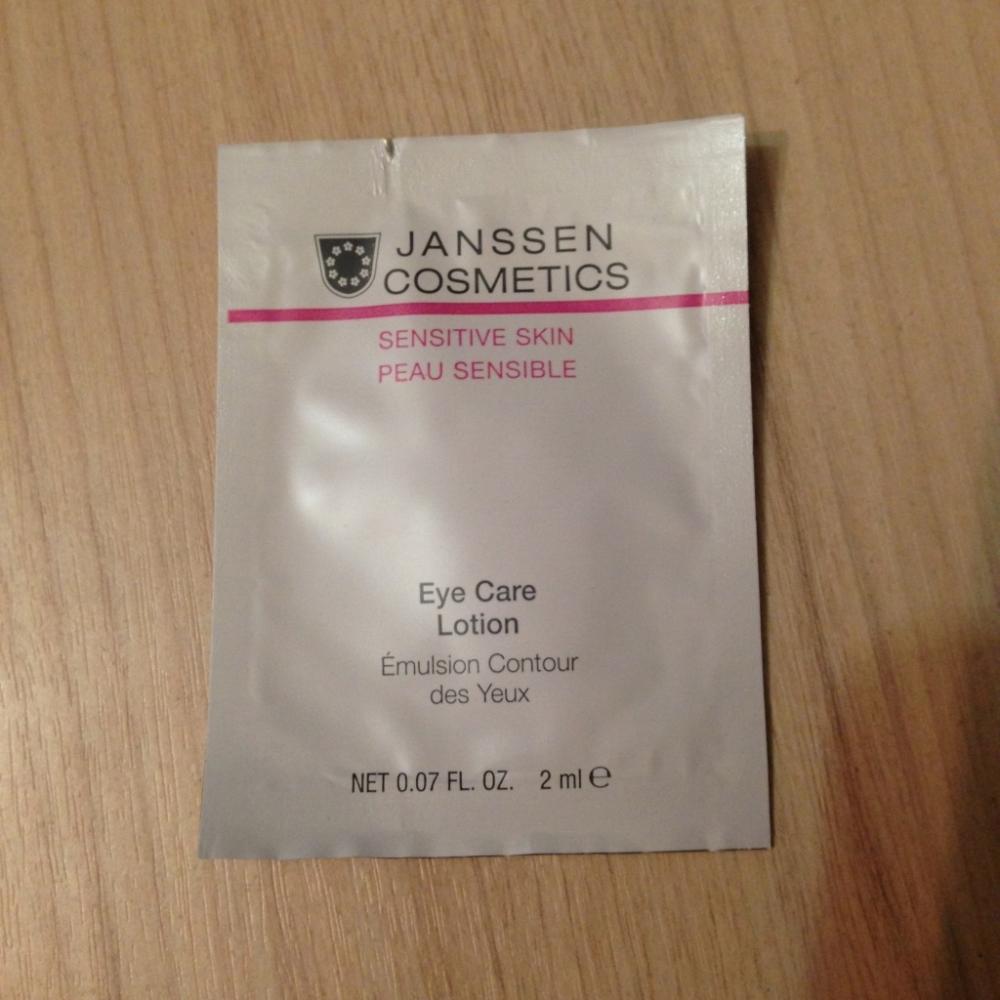 JANSSEN
COSMETICS
SENSITIVE SKIN
PEAU SENSIBLE
Eye Care
Lotion
Émulsion Contour
des Yeux
NET 0.07 FL. OZ. 2 ml ℮